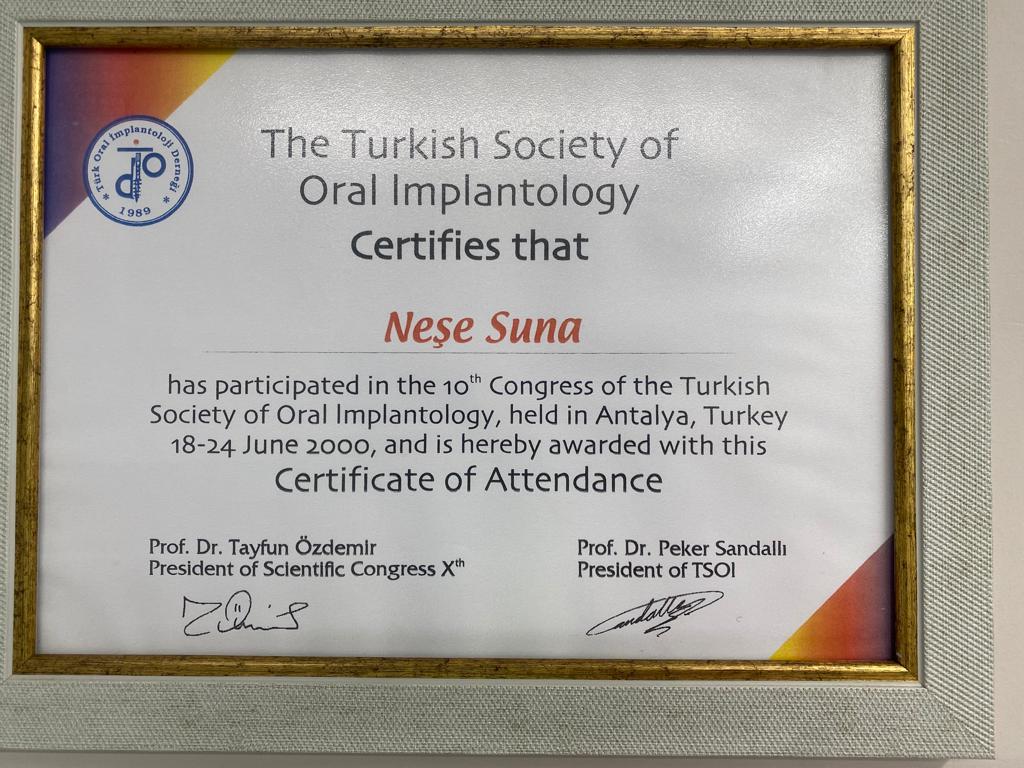 Türk Oral İmplantoloji Derneği
1989
The Turkish Society of
Oral Implantology
Certifies that
Neşe Suna
has participated in the 10th Congress of the Turkish
Society of Oral Implantology, held in Antalya, Turkey
18-24 June 2000, and is hereby awarded with this
Certificate of Attendance
Prof. Dr. Tayfun Özdemir
President of Scientific Congress Xth
Prof. Dr. Peker Sandallı
President of TSOI